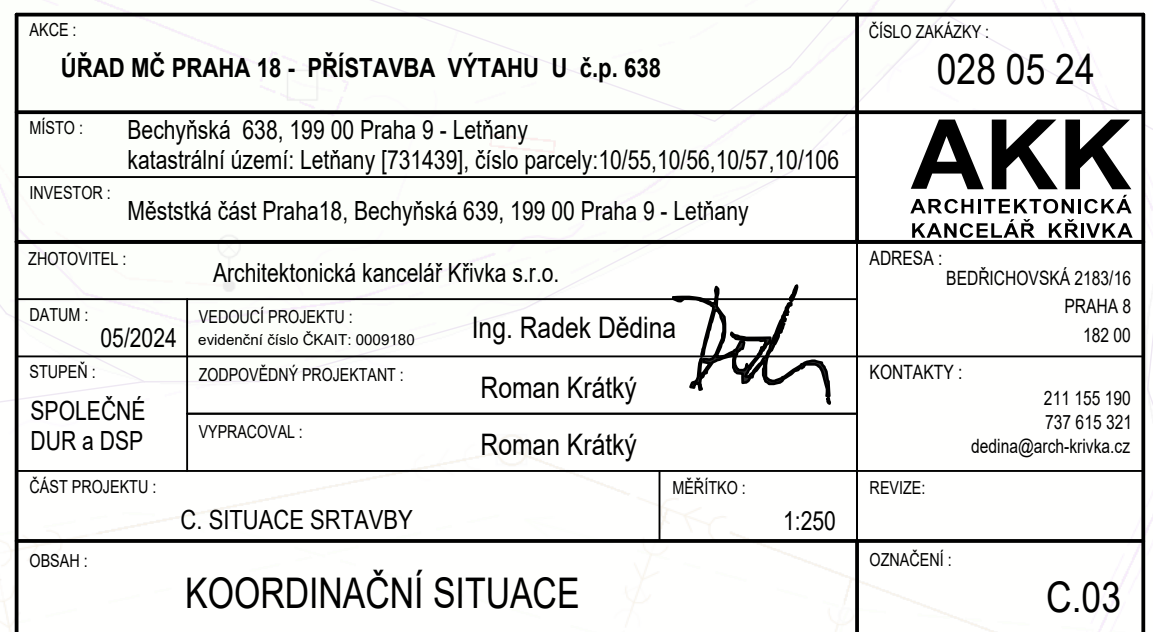 AKCE :
ÚŘAD MČ PRAHA 18 - PŘÍSTAVBA VÝTAHU U č.p. 638
ČÍSLO ZAKÁZKY :
028 05 24
MÍSTO :
Bechyňská 638, 199 00 Praha 9 - Letňany
katastrální území: Letňany [731439], číslo parcely:10/55,10/56,10/57,10/106
INVESTOR :
Měststká část Praha18, Bechyňská 639, 199 00 Praha 9 - Letňany
AKK
ARCHITEKTONICKÁ
KANCELÁŘ KŘIVKA
ZHOTOVITEL :
Architektonická kancelář Křivka s.r.o.
ADRESA :
BEDŘICHOVSKÁ 2183/16
PRAHA 8
182 00
DATUM :
05/2024
VEDOUCÍ PROJEKTU :
evidenční číslo ČKAIT: 0009180
Ing. Radek Dědina
STUPEŇ :
SPOLEČNÉ
DUR a DSP
ZODPOVĚDNÝ PROJEKTANT :
Roman Krátký
VYPRACOVAL :
Roman Krátký
KONTAKTY :
211 155 190
737 615 321
dedina@arch-krivka.cz
ČÁST PROJEKTU :
C. SITUACE SRTAVBY
MĚŘÍTKO :
1:250
REVIZE:
OBSAH :
KOORDINAČNÍ SITUACE
OZNAČENÍ :
C.03